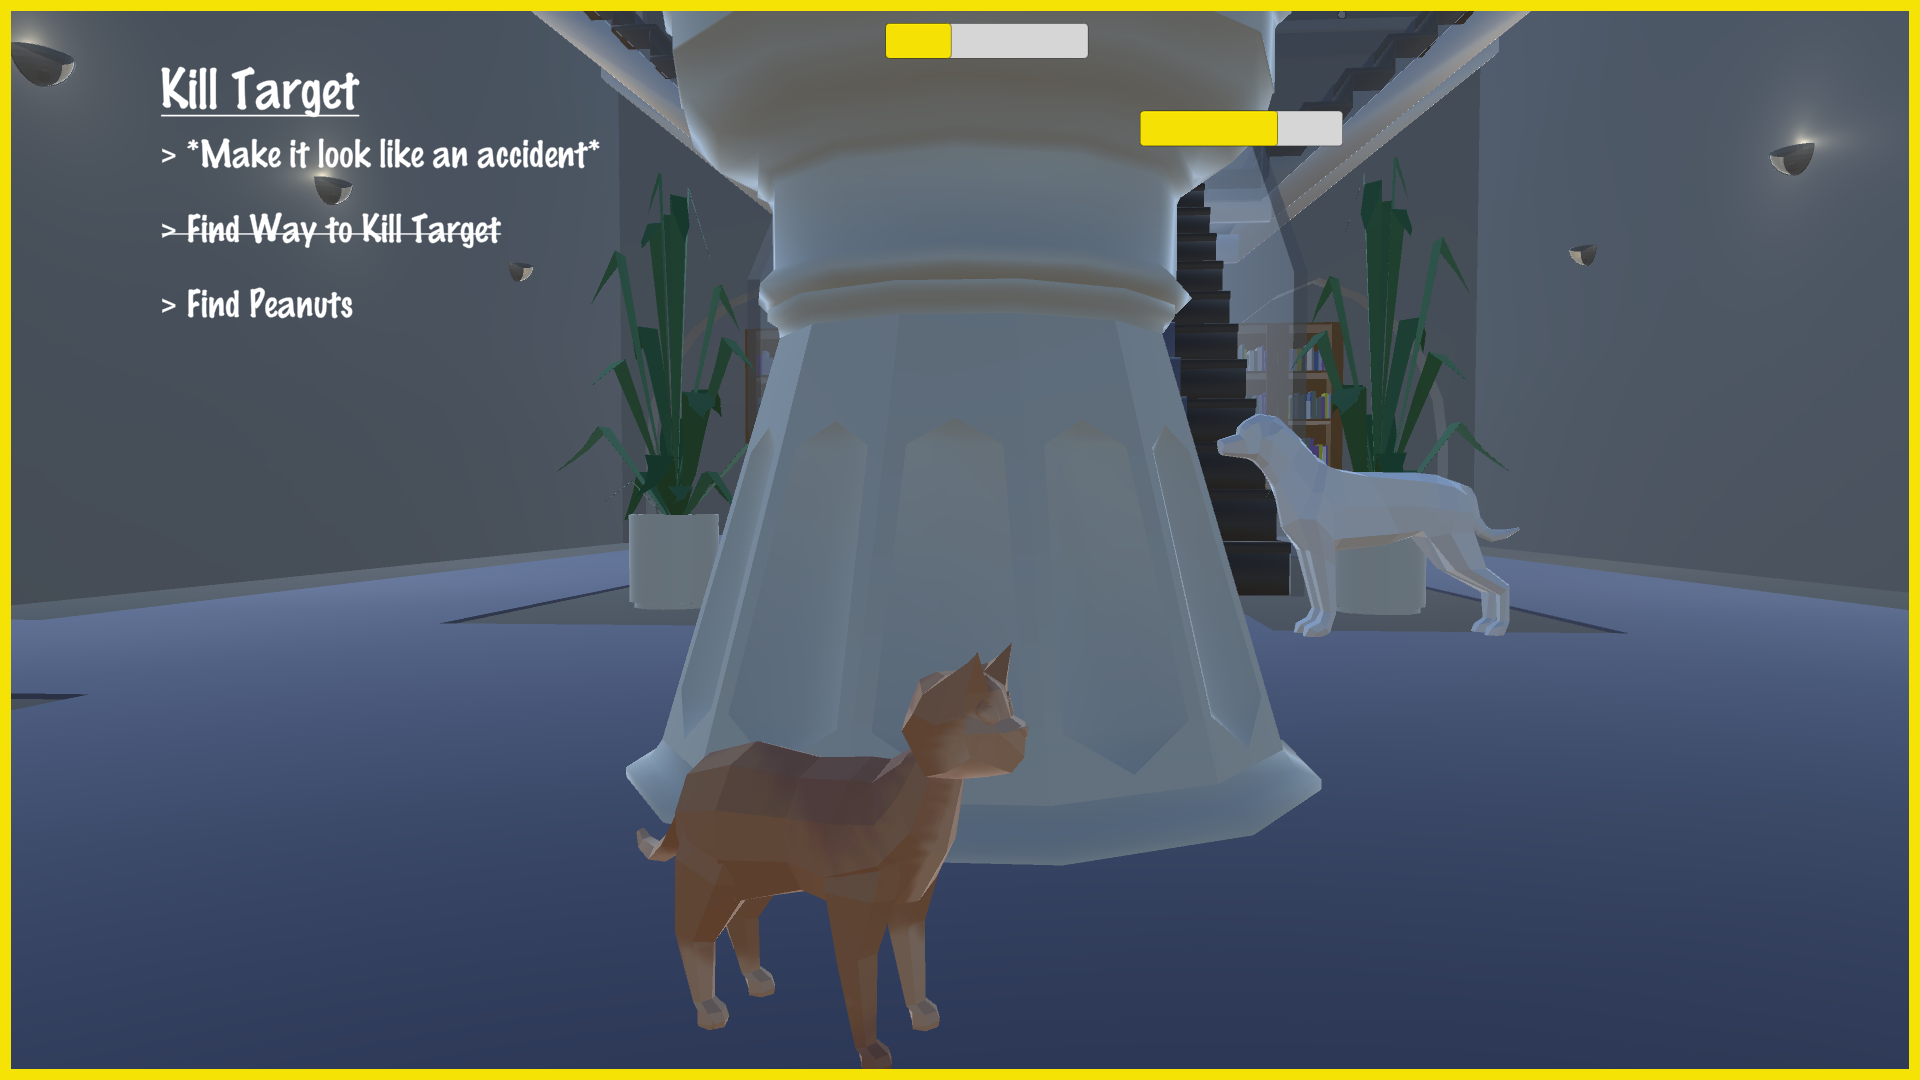 Kill Target
> *Make it look like an accident*
> Find Way to Kill Target
> Find Peanuts